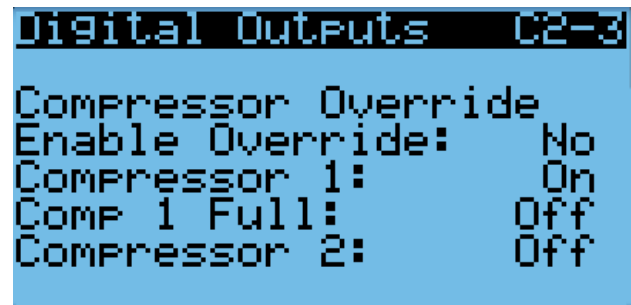 Digital Outputs C2-3
Compressor Override
Enable Override: No
Compressor 1: On
Comp 1 Full: Off
Compressor 2: Off